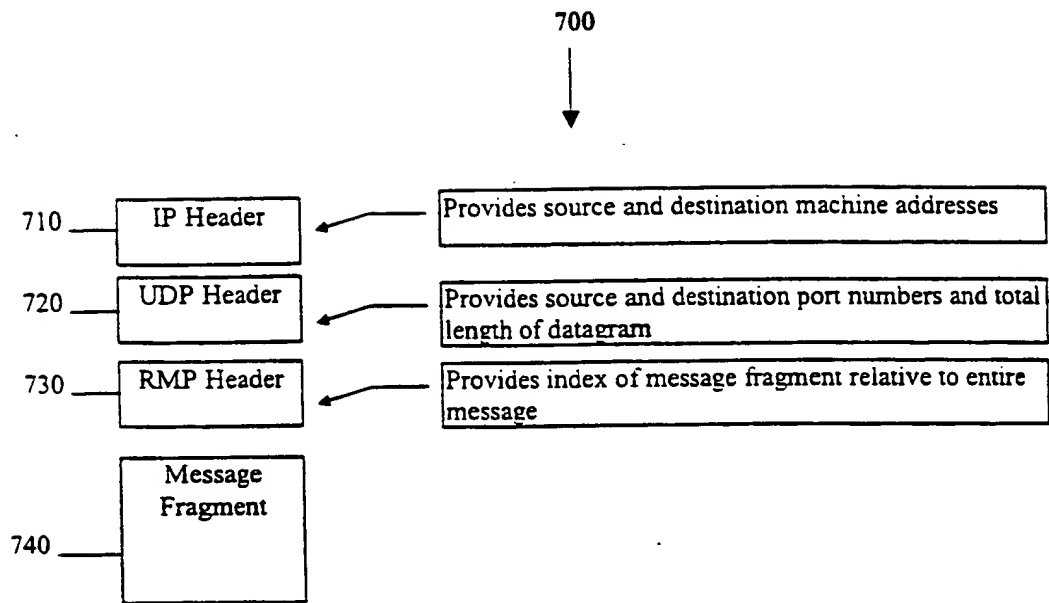 700
710
IP Header
Provides source and destination machine addresses
720
UDP Header
Provides source and destination port numbers and total
length of datagram
730
RMP Header
Provides index of message fragment relative to entire
message
740
Message
Fragment